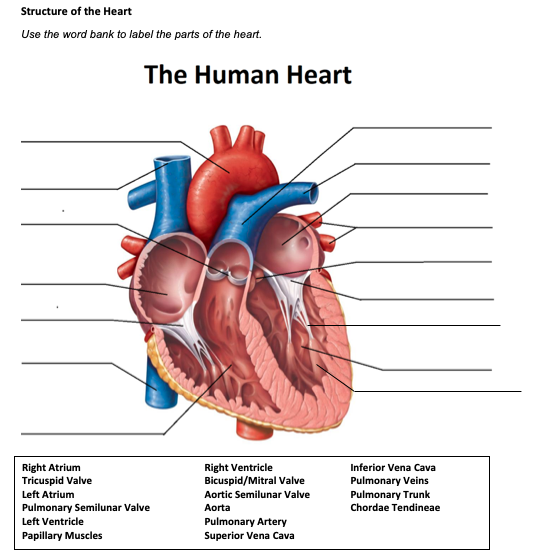 Structure of the Heart
Use the word bank to label the parts of the heart.
The Human Heart
Right Atrium
Tricuspid Valve
Left Atrium
Pulmonary Semilunar Valve
Left Ventricle
Papillary Muscles
Right Ventricle
Bicuspid/Mitral Valve
Aortic Semilunar Valve
Aorta
Pulmonary Artery
Superior Vena Cava
Inferior Vena Cava
Pulmonary Veins
Pulmonary Trunk
Chordae Tendineae